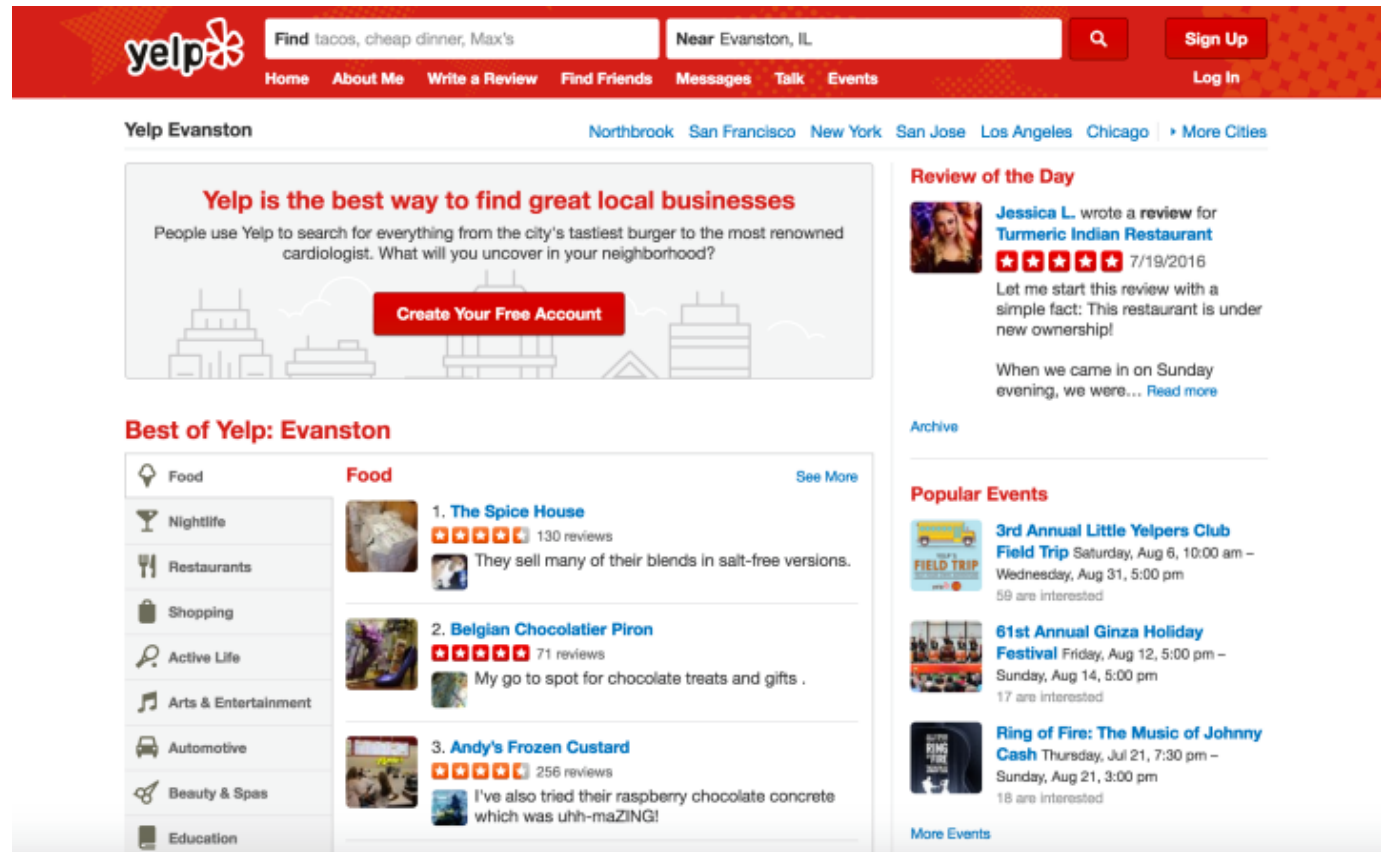 yelp
Find tacos, cheap dinner, Max's
Near Evanston, IL
Sign Up
Home About Me Write a Review Find Friends Messages Talk Events
Log In
Yelp Evanston
Northbrook San Francisco New York San Jose Los Angeles Chicago More Cities
Yelp is the best way to find great local businesses
People use Yelp to search for everything from the city's tastiest burger to the most renowned
cardiologist. What will you uncover in your neighborhood?
Create Your Free Account
Best of Yelp: Evanston
Food
Nightlife
Restaurants
Shopping
Active Life
Arts & Entertainment
Automotive
Beauty & Spas
Education
Food
See More
1. The Spice House
130 reviews
They sell many of their blends in salt-free versions.
2. Belgian Chocolatier Piron
71 reviews
My go to spot for chocolate treats and gifts .
3. Andy's Frozen Custard
256 reviews
I've also tried their raspberry chocolate concrete
which was uhh-maZING!
Review of the Day
Jessica L. wrote a review for
Turmeric Indian Restaurant
7/19/2016
Let me start this review with a
simple fact: This restaurant is under
new ownership!
When we came in on Sunday
evening, we were... Read more
Archive
Popular Events
FIELD TRIP
3rd Annual Little Yelpers Club
Field Trip Saturday, Aug 6, 10:00 am –
Wednesday, Aug 31, 5:00 pm
59 are interested
61st Annual Ginza Holiday
Festival Friday, Aug 12, 5:00 pm –
Sunday, Aug 14, 5:00 pm
17 are interested
RING
FIRE
Ring of Fire: The Music of Johnny
Cash Thursday, Jul 21, 7:30 pm –
Sunday, Aug 21, 3:00 pm
18 are interested
More Events